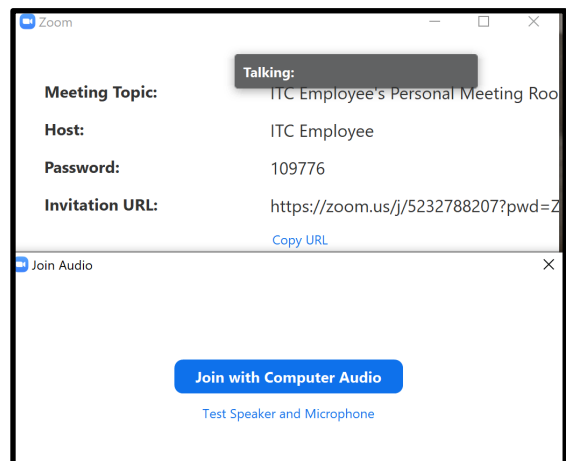 Zoom
Talking:
Meeting Topic: ITC Employee's Personal Meeting Roo
Host: ITC Employee
Password: 109776
Invitation URL: https://zoom.us/j/5232788207?pwd=Z
Copy URL
Join Audio
Join with Computer Audio
Test Speaker and Microphone